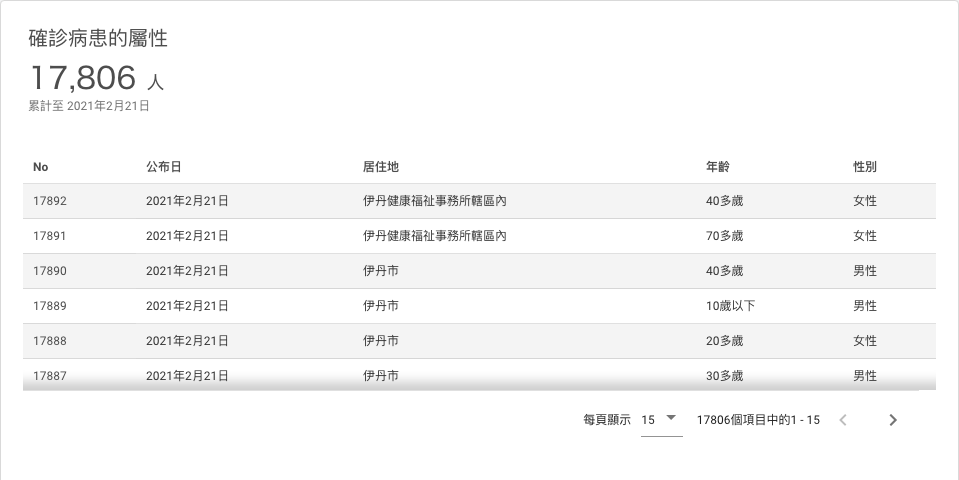 確診病患的屬性
17,806 人
累計至 2021年2月21日
No 公布日 居住地 年齡 性別
17892 2021年2月21日 伊丹健康福祉事務所轄區內 40多歲 女性
17891 2021年2月21日 伊丹健康福祉事務所轄區內 70多歲 女性
17890 2021年2月21日 伊丹市 40多歲 男性
17889 2021年2月21日 伊丹市 10歲以下 男性
17888 2021年2月21日 伊丹市 20多歲 女性
17887 2021年2月21日 伊丹市 30多歲 男性
每頁顯示 15 17806個項目中的1 - 15